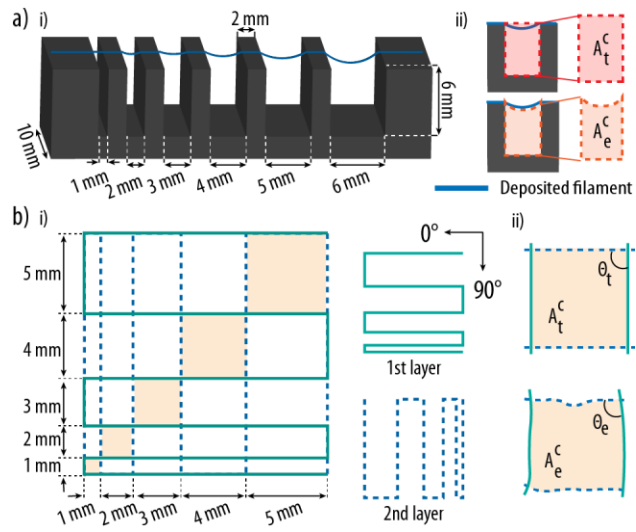 a) i)
2 mm
ii)
A_t^c
6 mm
10 mm
A_e^c
1 mm
2 mm
3 mm
4 mm
5 mm
6 mm
Deposited filament
b) i)
ii)
0°
90°
5 mm
θ_t
A_t^c
4 mm
1st layer
3 mm
2 mm
θ_e
A_e^c
1 mm
1 mm
2 mm
3 mm
4 mm
5 mm
2nd layer